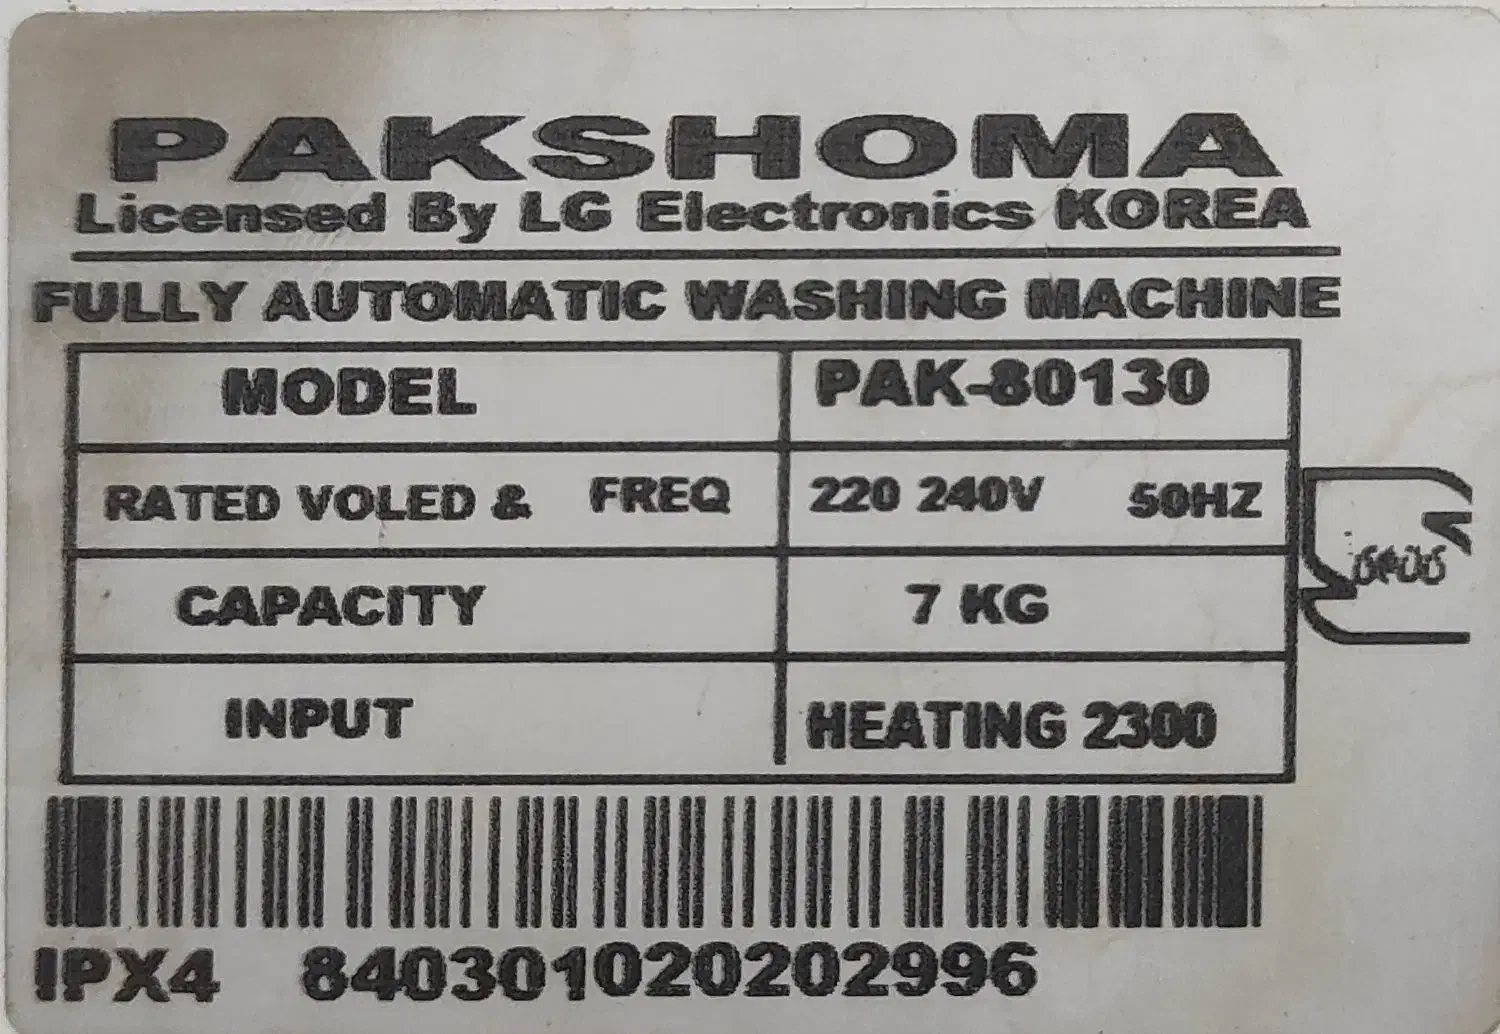 PAKSHOMA
Licensed By LG Electronics KOREA
FULLY AUTOMATIC WASHING MACHINE
MODEL PAK-80130
RATED VOLED & FREQ 220 240V 50HZ
CAPACITY 7 KG
INPUT HEATING 2300
IPX4 840301020202996